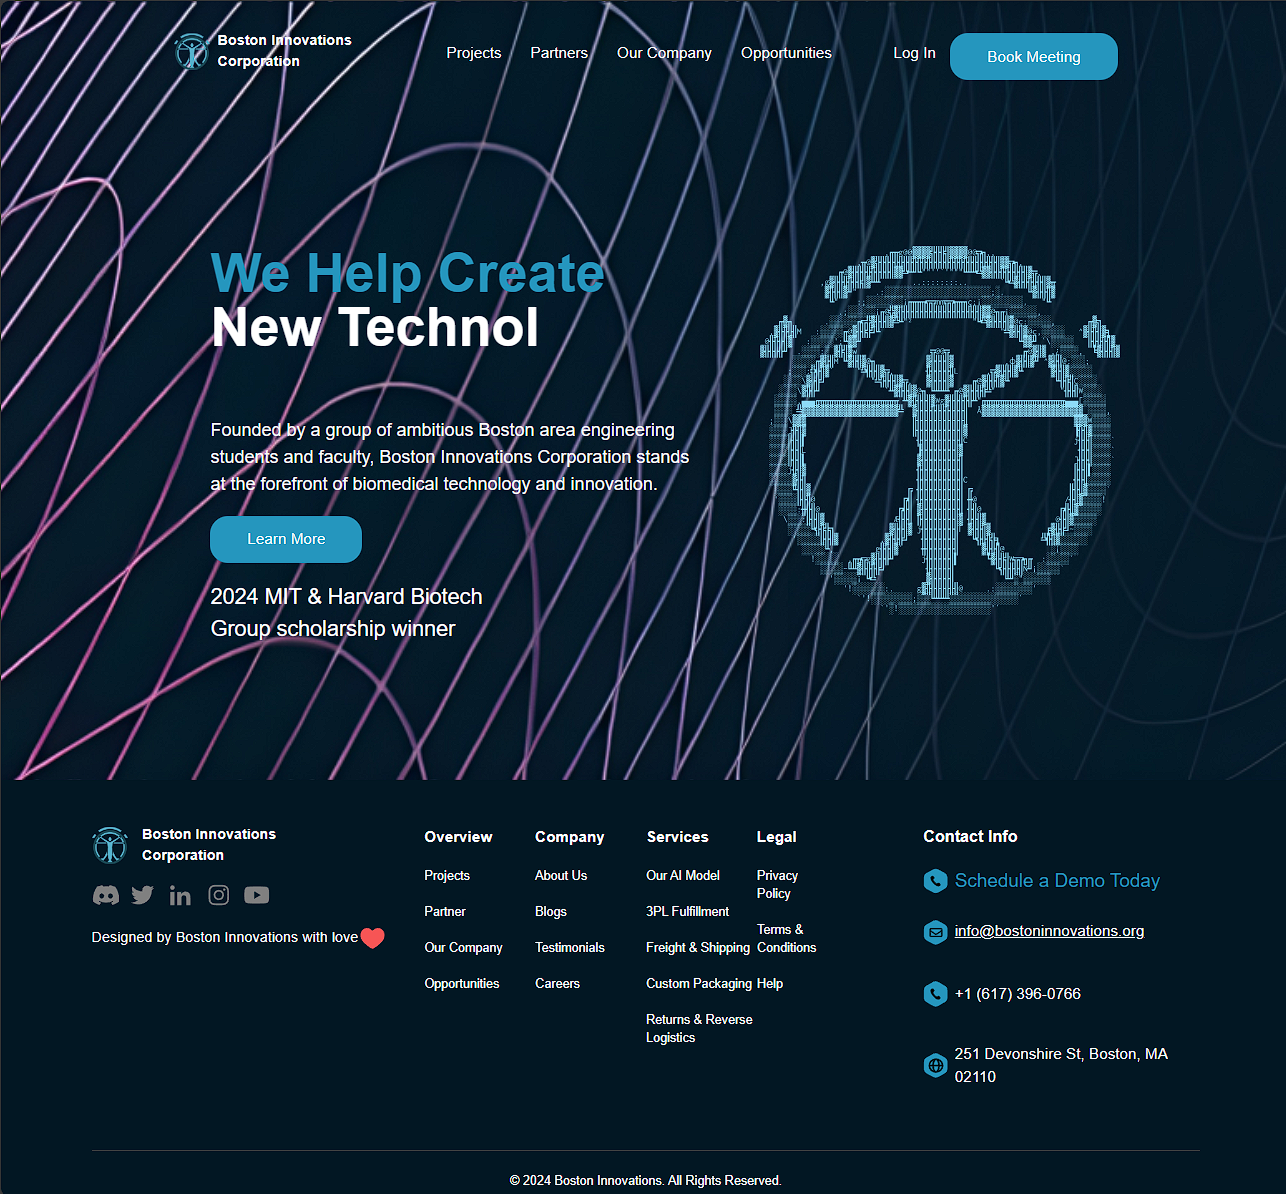 Boston Innovations
Corporation
Projects
Partners
Our Company
Opportunities
Log In
Book Meeting
We Help Create
New Technol
Founded by a group of ambitious Boston area engineering
students and faculty, Boston Innovations Corporation stands
at the forefront of biomedical technology and innovation.
Learn More
2024 MIT & Harvard Biotech
Group scholarship winner
Boston Innovations
Corporation
Designed by Boston Innovations with love
Overview
Projects
Partner
Our Company
Opportunities
Company
About Us
Blogs
Testimonials
Careers
Services
Our AI Model
3PL Fulfillment
Freight & Shipping
Custom Packaging
Returns & Reverse
Logistics
Legal
Privacy
Policy
Terms &
Conditions
Help
Contact Info
Schedule a Demo Today
info@bostoninnovations.org
+1 (617) 396-0766
251 Devonshire St, Boston, MA
02110
© 2024 Boston Innovations. All Rights Reserved.